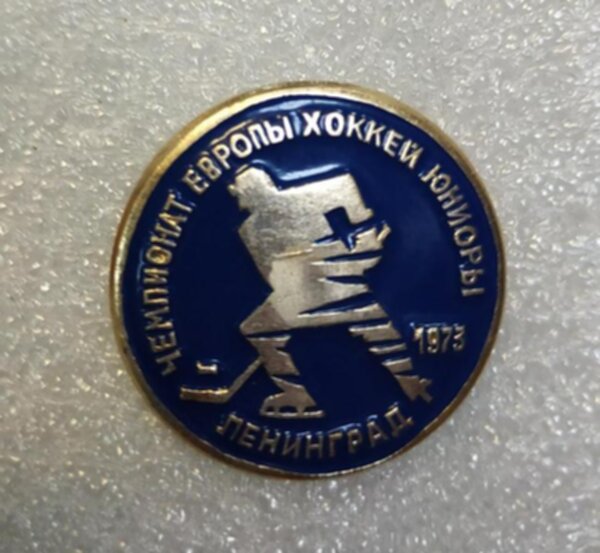 ЧЕМПИОНАТ ЕВРОПЫ ХОККЕЙ ЮНИОРЫ
1973
ЛЕНИНГРАД